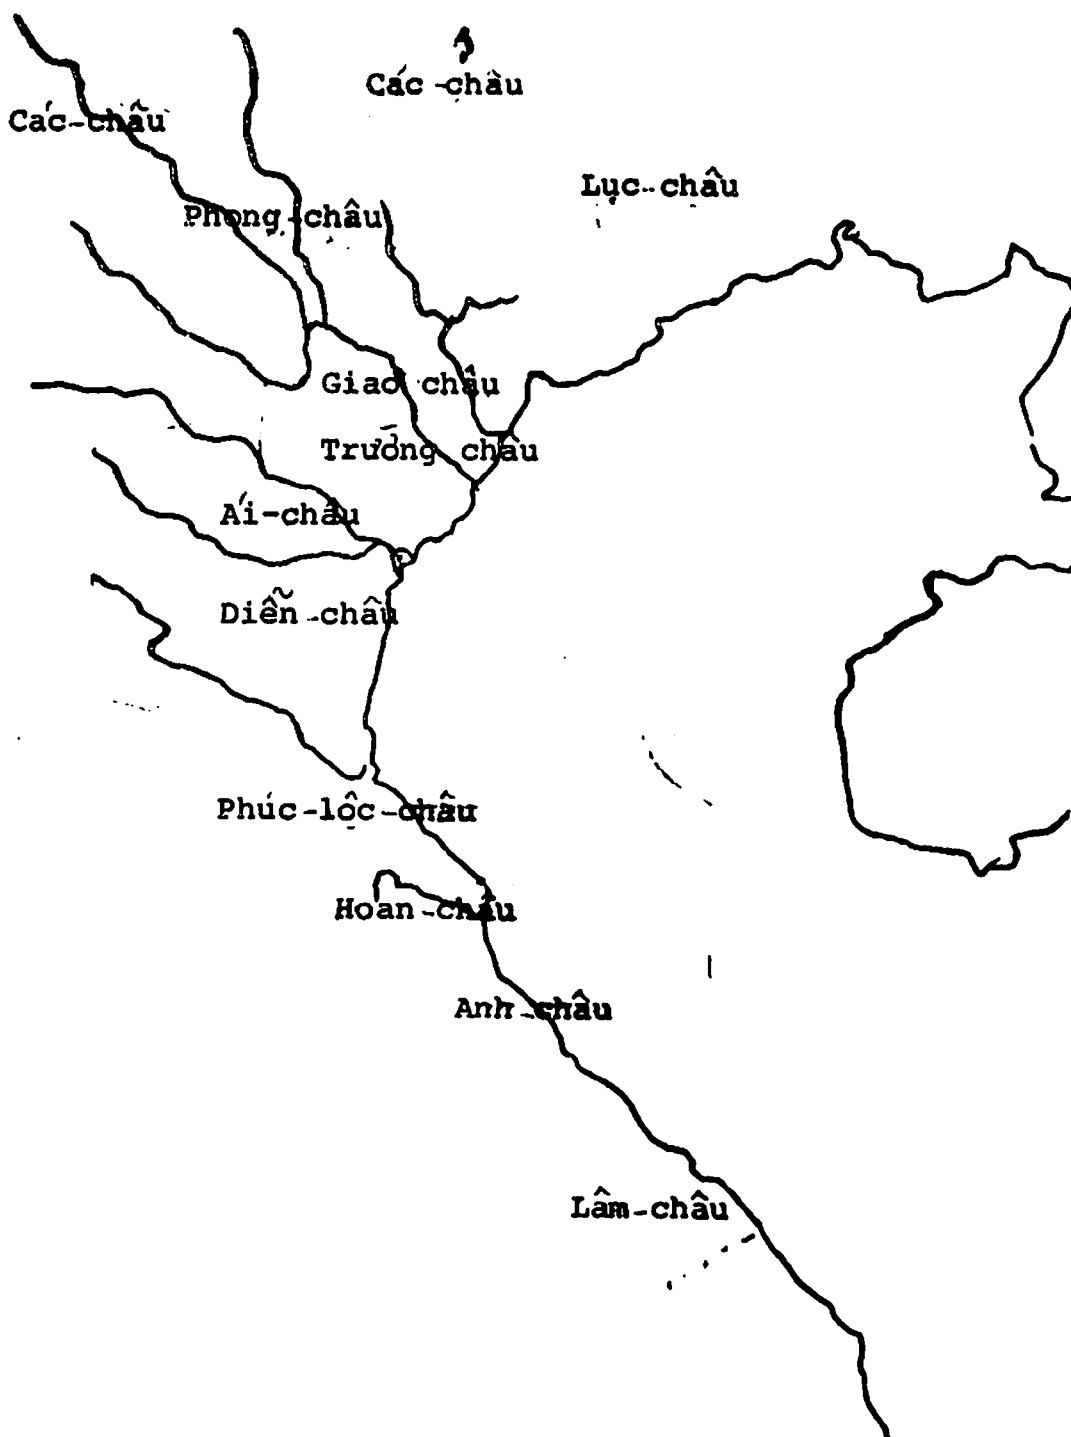 Các-châu
Các-chẫu
Lục-châu
Phong-châu
Giao châu
Trường châu
Ái-châu
Diễn-châu
Phúc-lộc-châu
Hoan-châu
Anh-châu
Lâm-châu